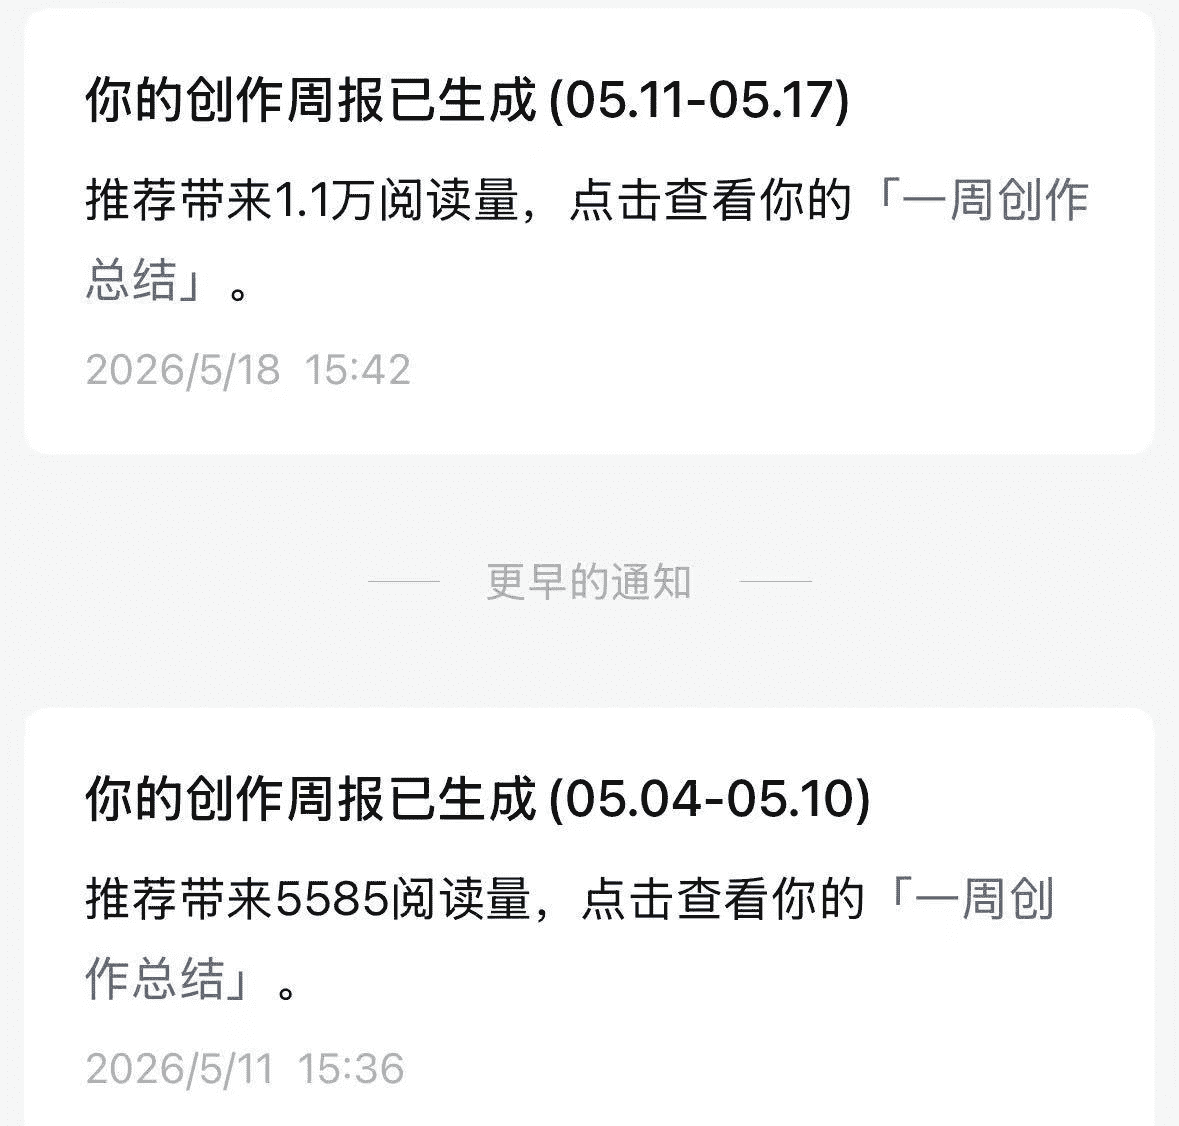 你的创作周报已生成 (05.11-05.17)
推荐带来1.1万阅读量，点击查看你的「一周创作
总结」。
2026/5/18 15:42
更早的通知
你的创作周报已生成 (05.04-05.10)
推荐带来5585阅读量，点击查看你的「一周创
作总结」。
2026/5/11 15:36